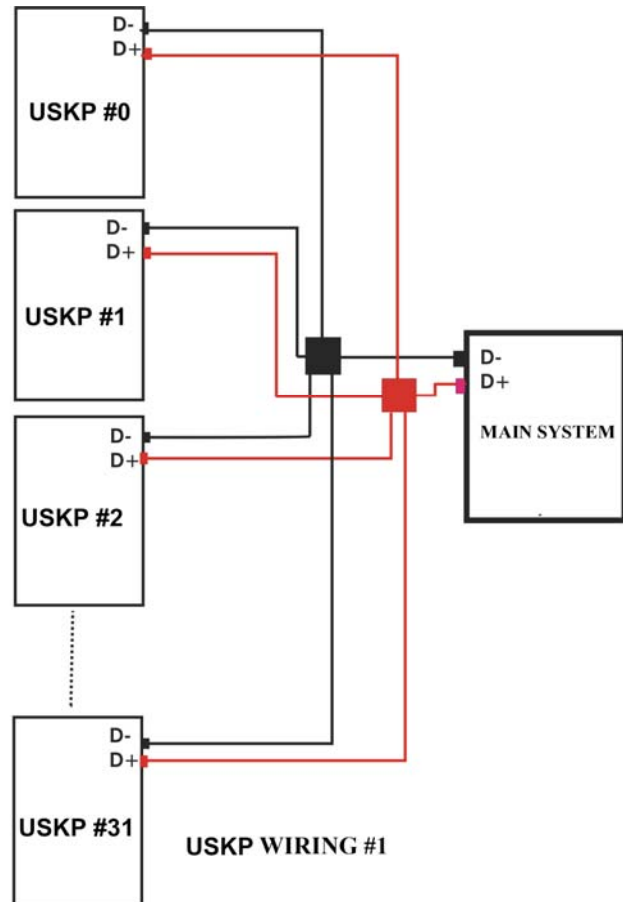 D-
D+
USKP #0
D-
D+
USKP #1
D-
D+
MAIN SYSTEM
D-
D+
USKP #2
D-
D+
USKP #31
USKP WIRING #1